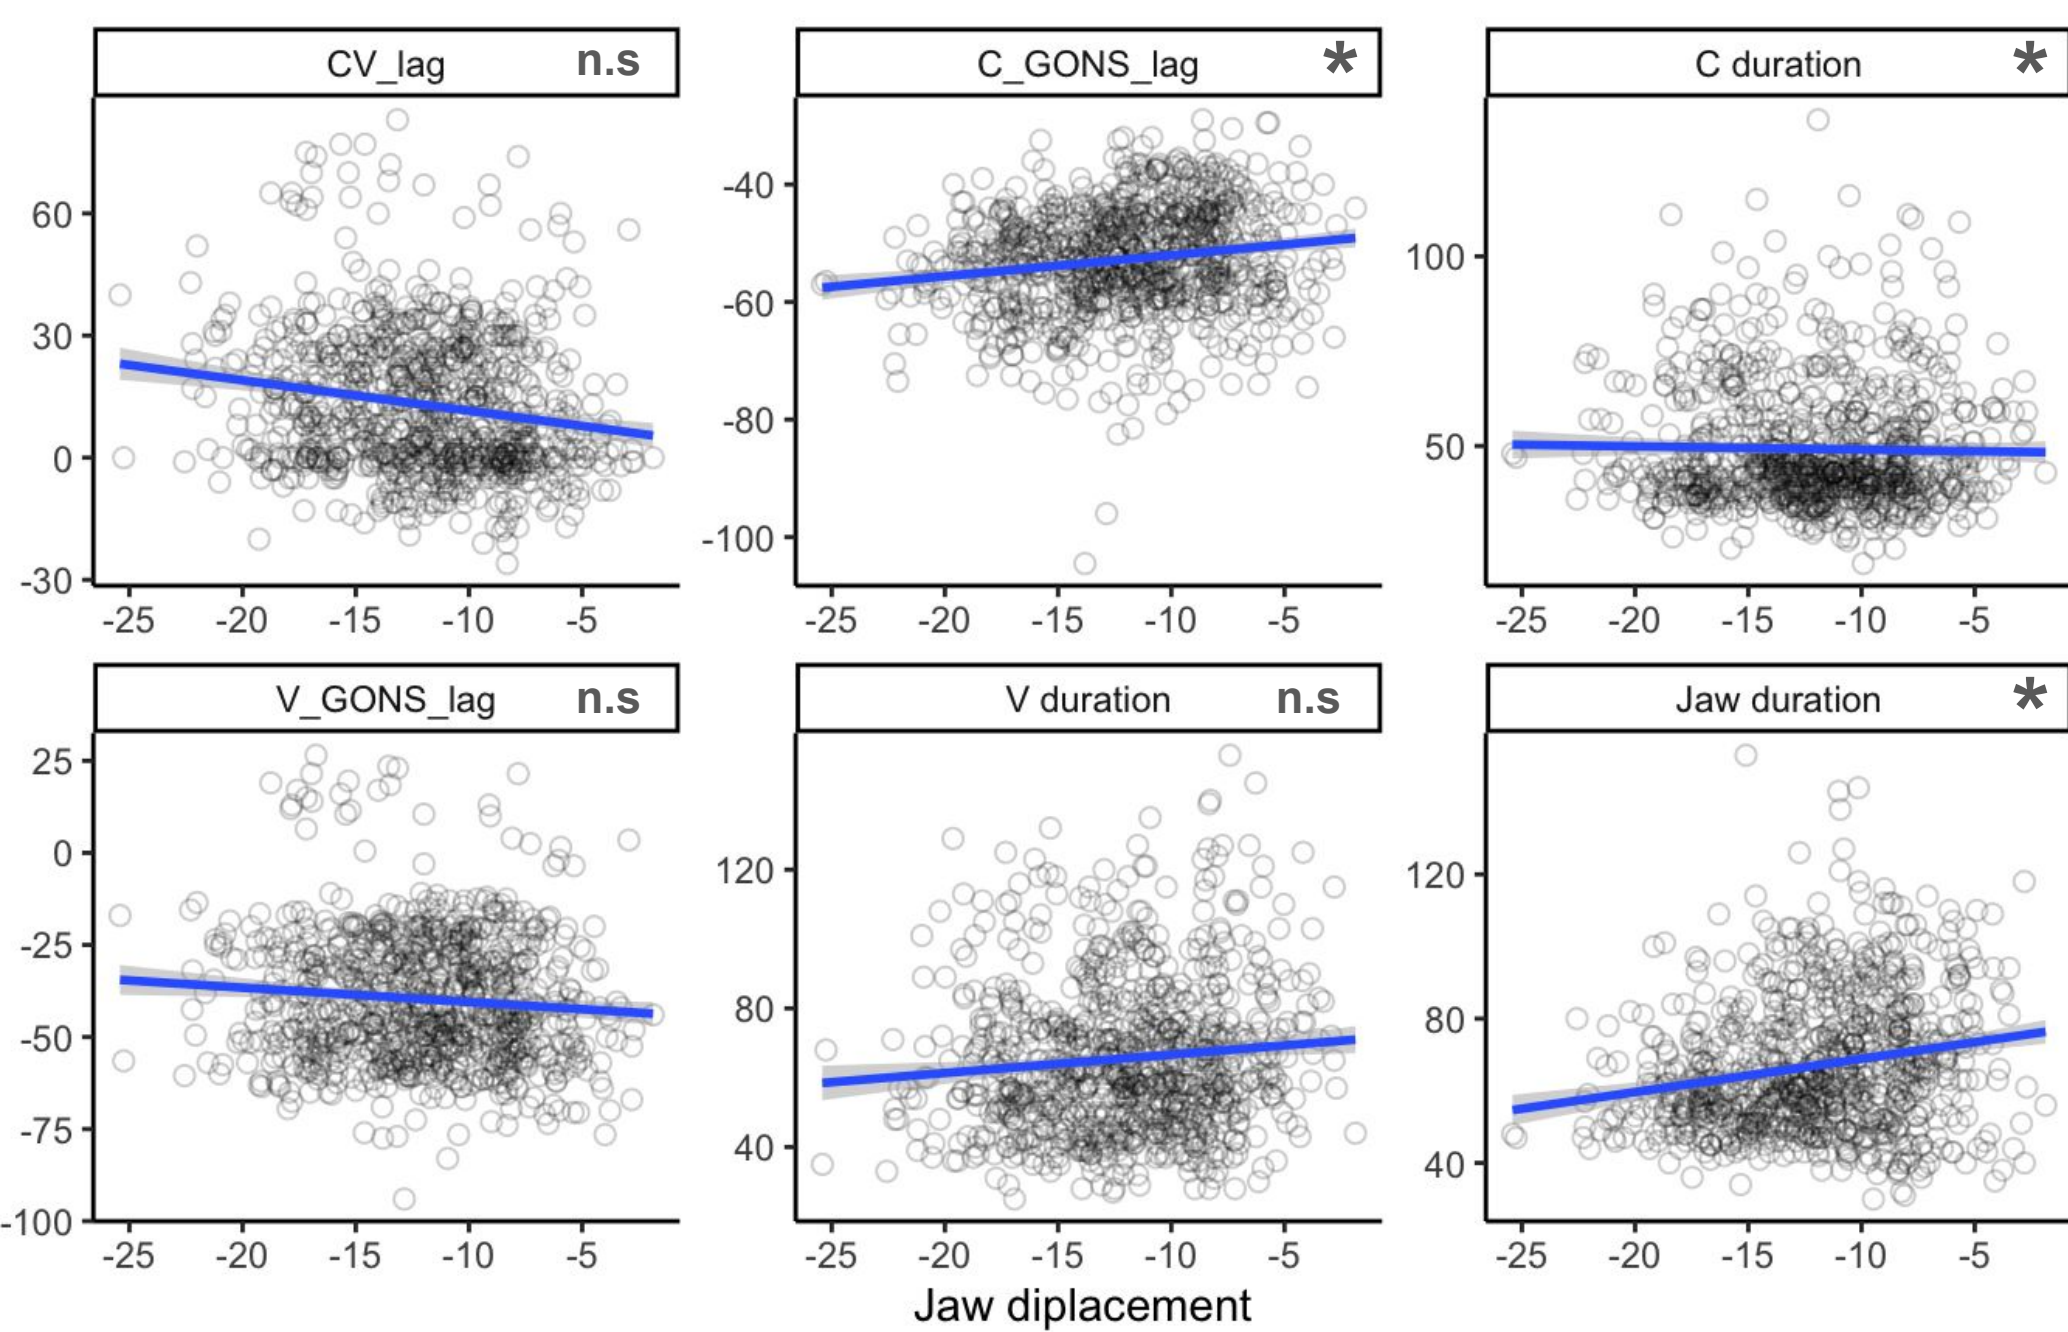 CV_lag n.s
C_GONS_lag *
C duration *
60
30
0
-30
-40
-60
-80
-100
100
50
-25 -20 -15 -10 -5
-25 -20 -15 -10 -5
-25 -20 -15 -10 -5
V_GONS_lag n.s
V duration n.s
Jaw duration *
25
0
-25
-50
-75
-100
120
80
40
120
80
40
-25 -20 -15 -10 -5
-25 -20 -15 -10 -5
-25 -20 -15 -10 -5
Jaw diplacement